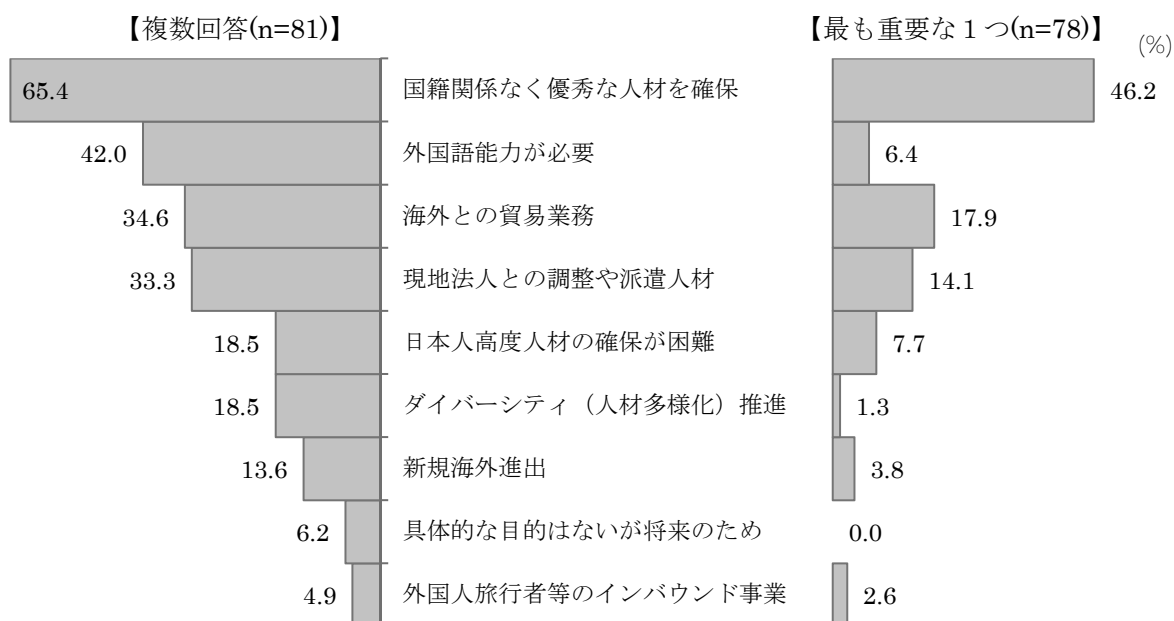 【複数回答(n=81)】 【最も重要な１つ(n=78)】
(%)
65.4 国籍関係なく優秀な人材を確保 46.2
42.0 外国語能力が必要 6.4
34.6 海外との貿易業務 17.9
33.3 現地法人との調整や派遣人材 14.1
18.5 日本人高度人材の確保が困難 7.7
18.5 ダイバーシティ（人材多様化）推進 1.3
13.6 新規海外進出 3.8
6.2 具体的な目的はないが将来のため 0.0
4.9 外国人旅行者等のインバウンド事業 2.6